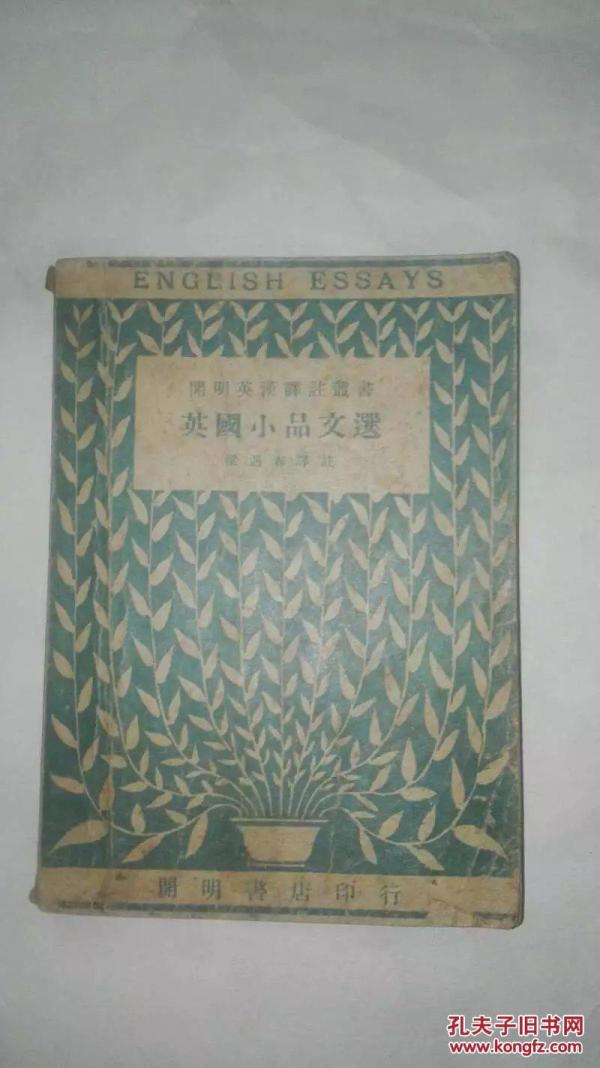 ENGLISH ESSAYS
開明英漢譯註叢書
英國小品文選
梁遇春譯註
開明書店印行
孔夫子旧书网
www.kongfz.com